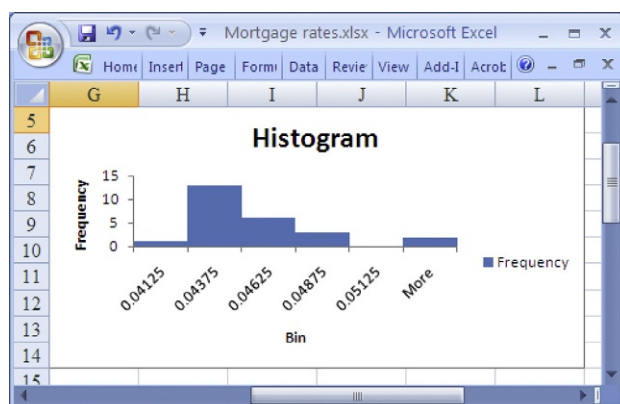 Mortgage rates.xlsx - Microsoft Excel
Home Insert Page Formu Data Revie View Add-I Acrob
G H I J K L
5
6
7
8
9
10
11
12
13
14
15
Histogram
Frequency
15
10
5
0
0.04125 0.04375 0.04625 0.04875 0.05125 More
Bin
Frequency